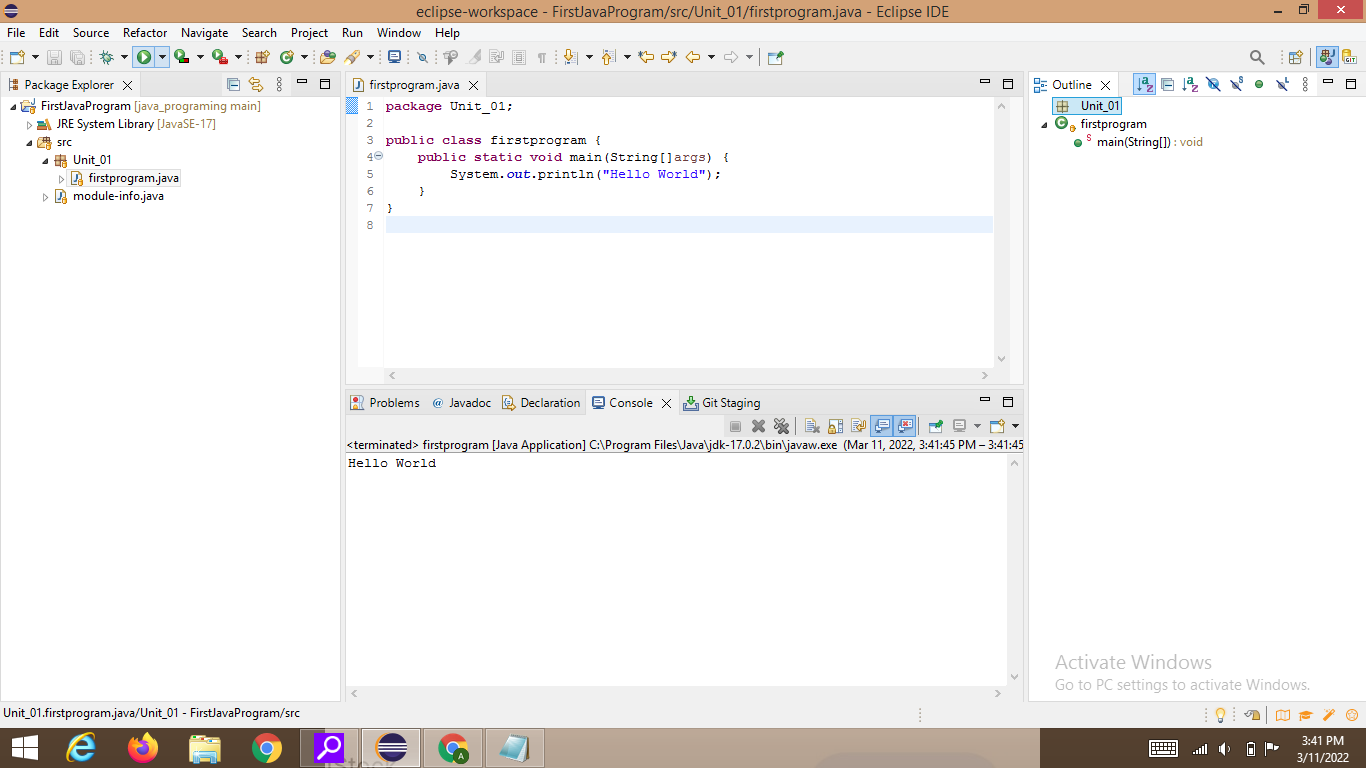 eclipse-workspace - FirstJavaProgram/src/Unit_01/firstprogram.java - Eclipse IDE
File Edit Source Refactor Navigate Search Project Run Window Help
Package Explorer
FirstJavaProgram [java_programing main]
JRE System Library [JavaSE-17]
src
Unit_01
firstprogram.java
module-info.java
firstprogram.java
1 package Unit_01;
2
3 public class firstprogram {
4 public static void main(String[]args) {
5 System.out.println("Hello World");
6 }
7 }
8
Outline
Unit_01
firstprogram
main(String[]) : void
Problems @ Javadoc Declaration Console Git Staging
<terminated> firstprogram [Java Application] C:\Program Files\Java\jdk-17.0.2\bin\javaw.exe (Mar 11, 2022, 3:41:45 PM – 3:41:45
Hello World
Activate Windows
Go to PC settings to activate Windows.
Unit_01.firstprogram.java/Unit_01 - FirstJavaProgram/src
iStock
3:41 PM
3/11/2022